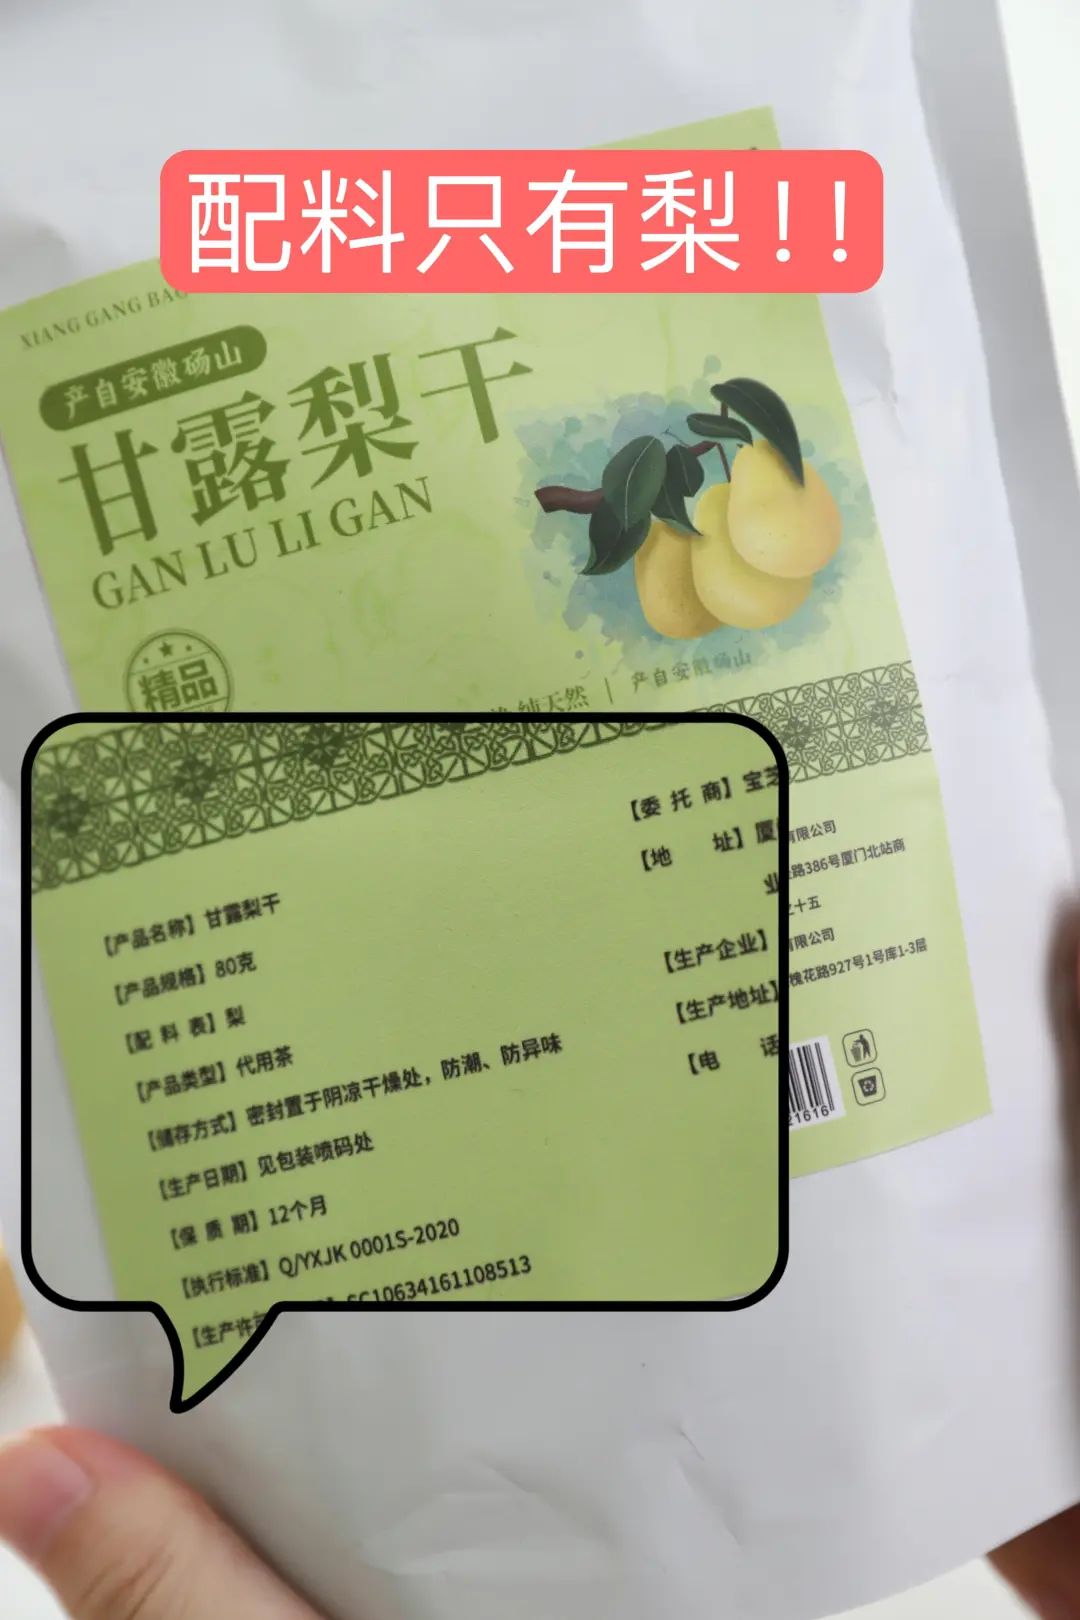 配料只有梨!!
XIANG GANG BAO
产自安徽砀山
甘露梨干
GAN LU LI GAN
精品
纯天然 | 产自安徽砀山
【产品名称】甘露梨干
【产品规格】80克
【配 料 表】梨
【产品类型】代用茶
【储存方式】密封置于阴凉干燥处，防潮、防异味
【生产日期】见包装喷码处
【保 质 期】12个月
【执行标准】Q/YXJK 0001S-2020
【生产许 SC10634161108513
【委 托 商】宝芝
有限公司
【地 址】厦
路386号厦门北站商
业
之十五
【生产企业】
有限公司
【生产地址】
槐花路927号1号库1-3层
【电 话
21616